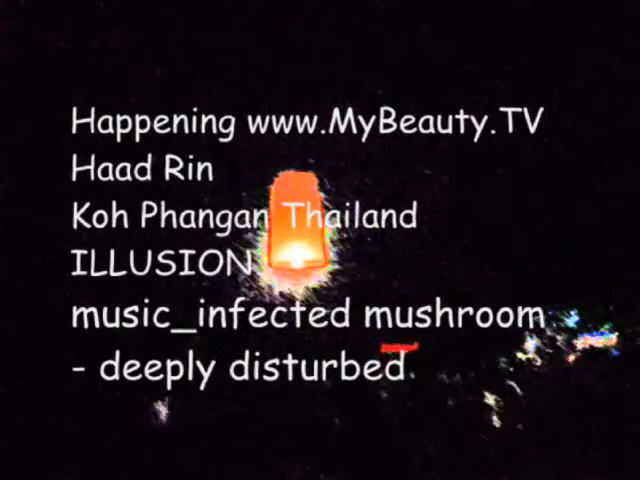 Happening www.MyBeauty.TV
Haad Rin
Koh Phangan Thailand
ILLUSION
music_infected mushroom
- deeply disturbed